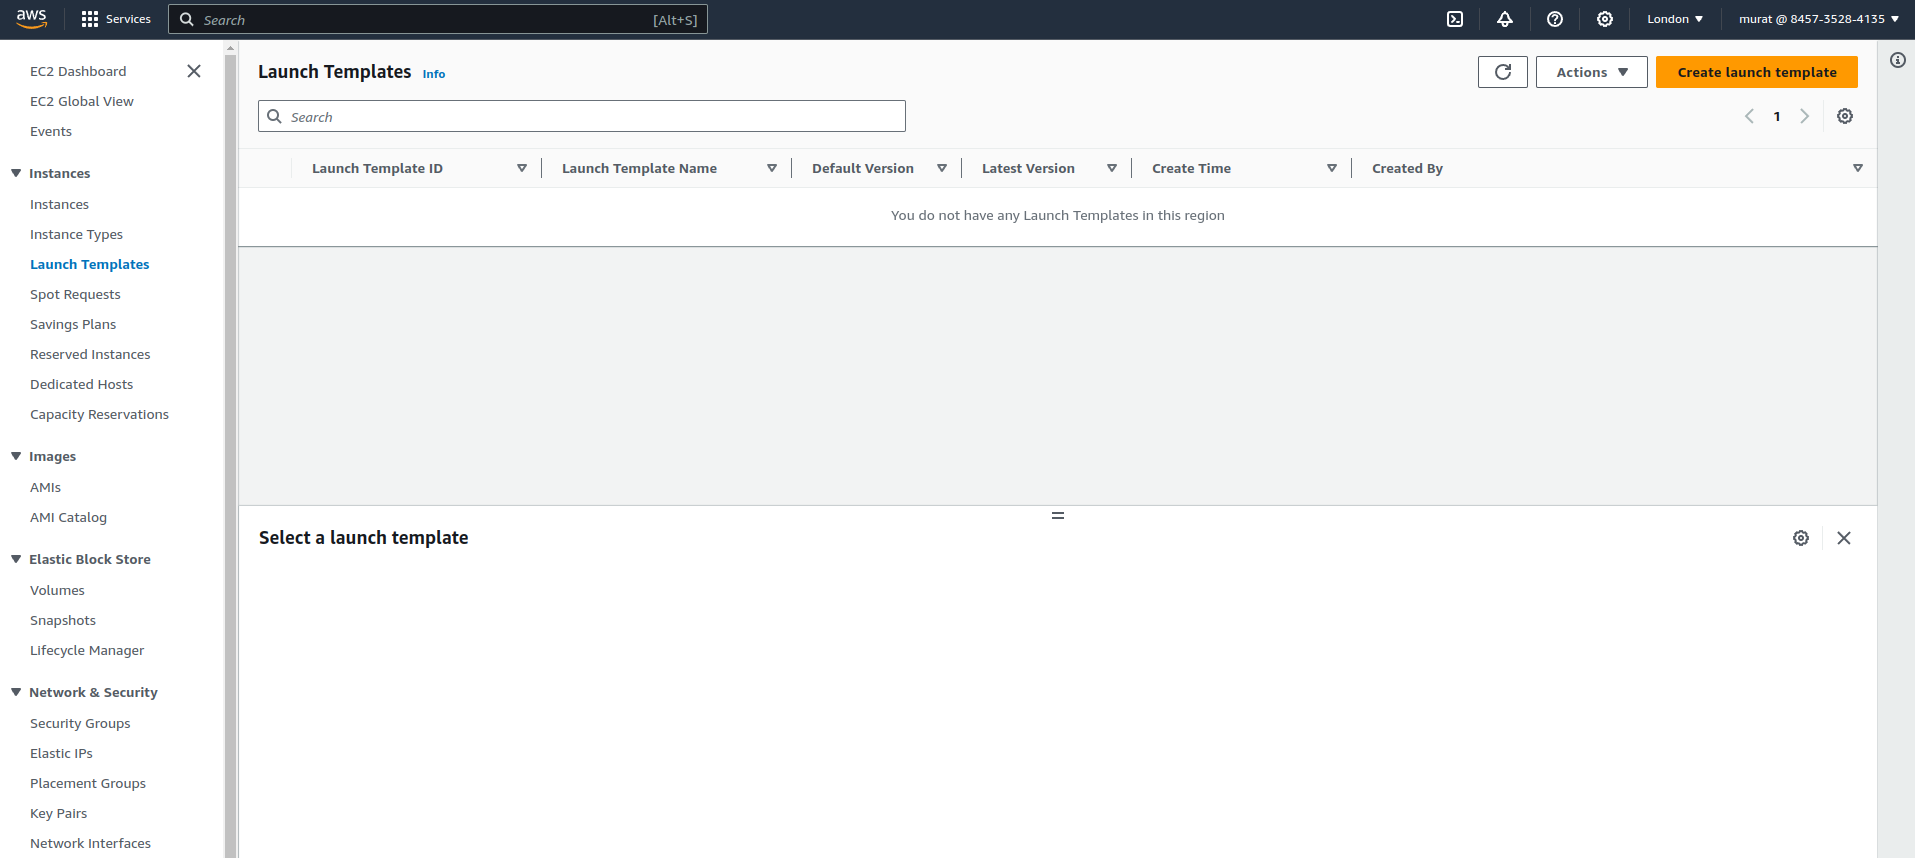 aws
Services
Search
[Alt+S]
London
murat @ 8457-3528-4135
EC2 Dashboard
EC2 Global View
Events
Instances
Instances
Instance Types
Launch Templates
Spot Requests
Savings Plans
Reserved Instances
Dedicated Hosts
Capacity Reservations
Images
AMIs
AMI Catalog
Elastic Block Store
Volumes
Snapshots
Lifecycle Manager
Network & Security
Security Groups
Elastic IPs
Placement Groups
Key Pairs
Network Interfaces
Launch Templates Info
Actions
Create launch template
Search
1
Launch Template ID
Launch Template Name
Default Version
Latest Version
Create Time
Created By
You do not have any Launch Templates in this region
Select a launch template